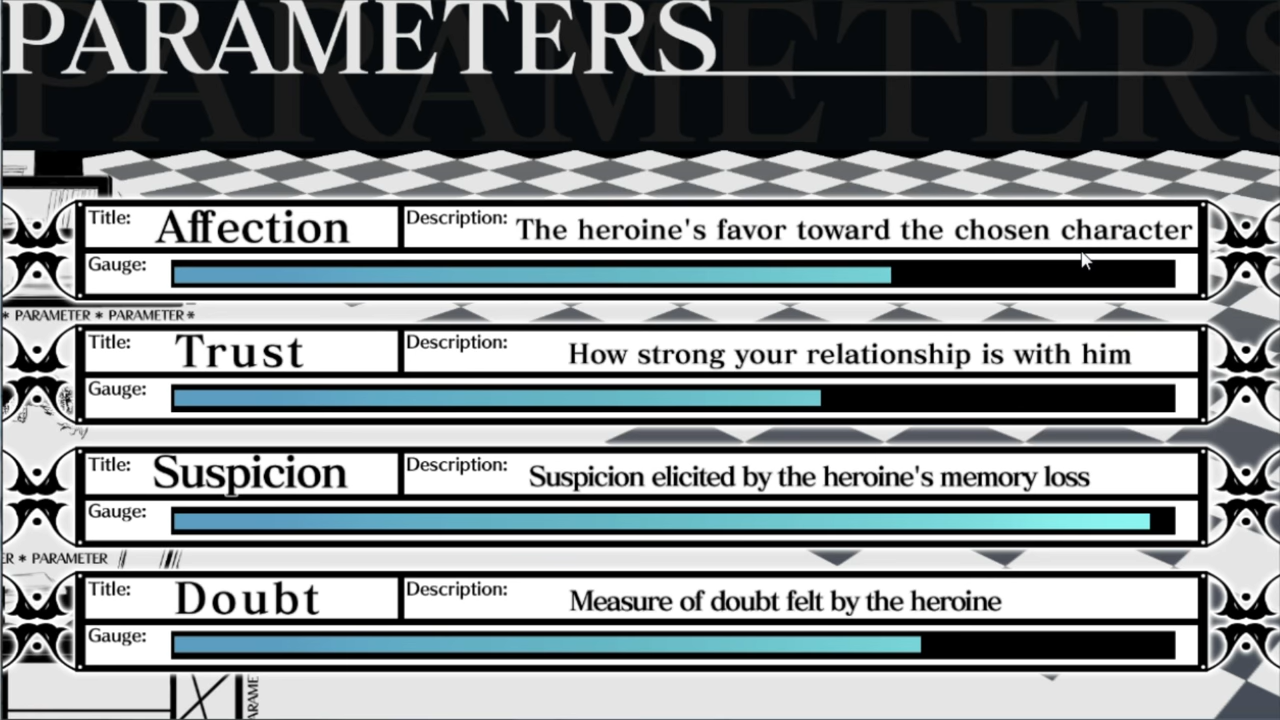 PARAMETERS
PARAMETERS
Title: Affection Description: The heroine's favor toward the chosen character
Gauge:
* PARAMETER * PARAMETER *
Title: Trust Description: How strong your relationship is with him
Gauge:
Title: Suspicion Description: Suspicion elicited by the heroine's memory loss
Gauge:
ER * PARAMETER
Title: Doubt Description: Measure of doubt felt by the heroine
Gauge:
ARAME